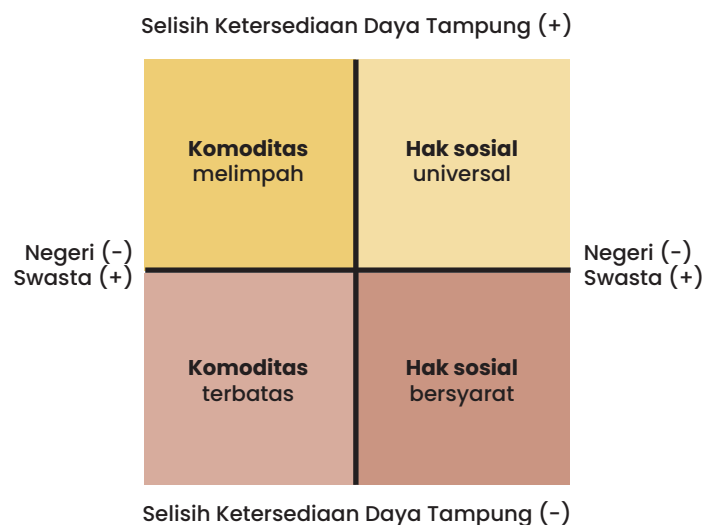 Selisih Ketersediaan Daya Tampung (+)
Komoditas
melimpah
Hak sosial
universal
Negeri (-)
Swasta (+)
Negeri (-)
Swasta (+)
Komoditas
terbatas
Hak sosial
bersyarat
Selisih Ketersediaan Daya Tampung (-)